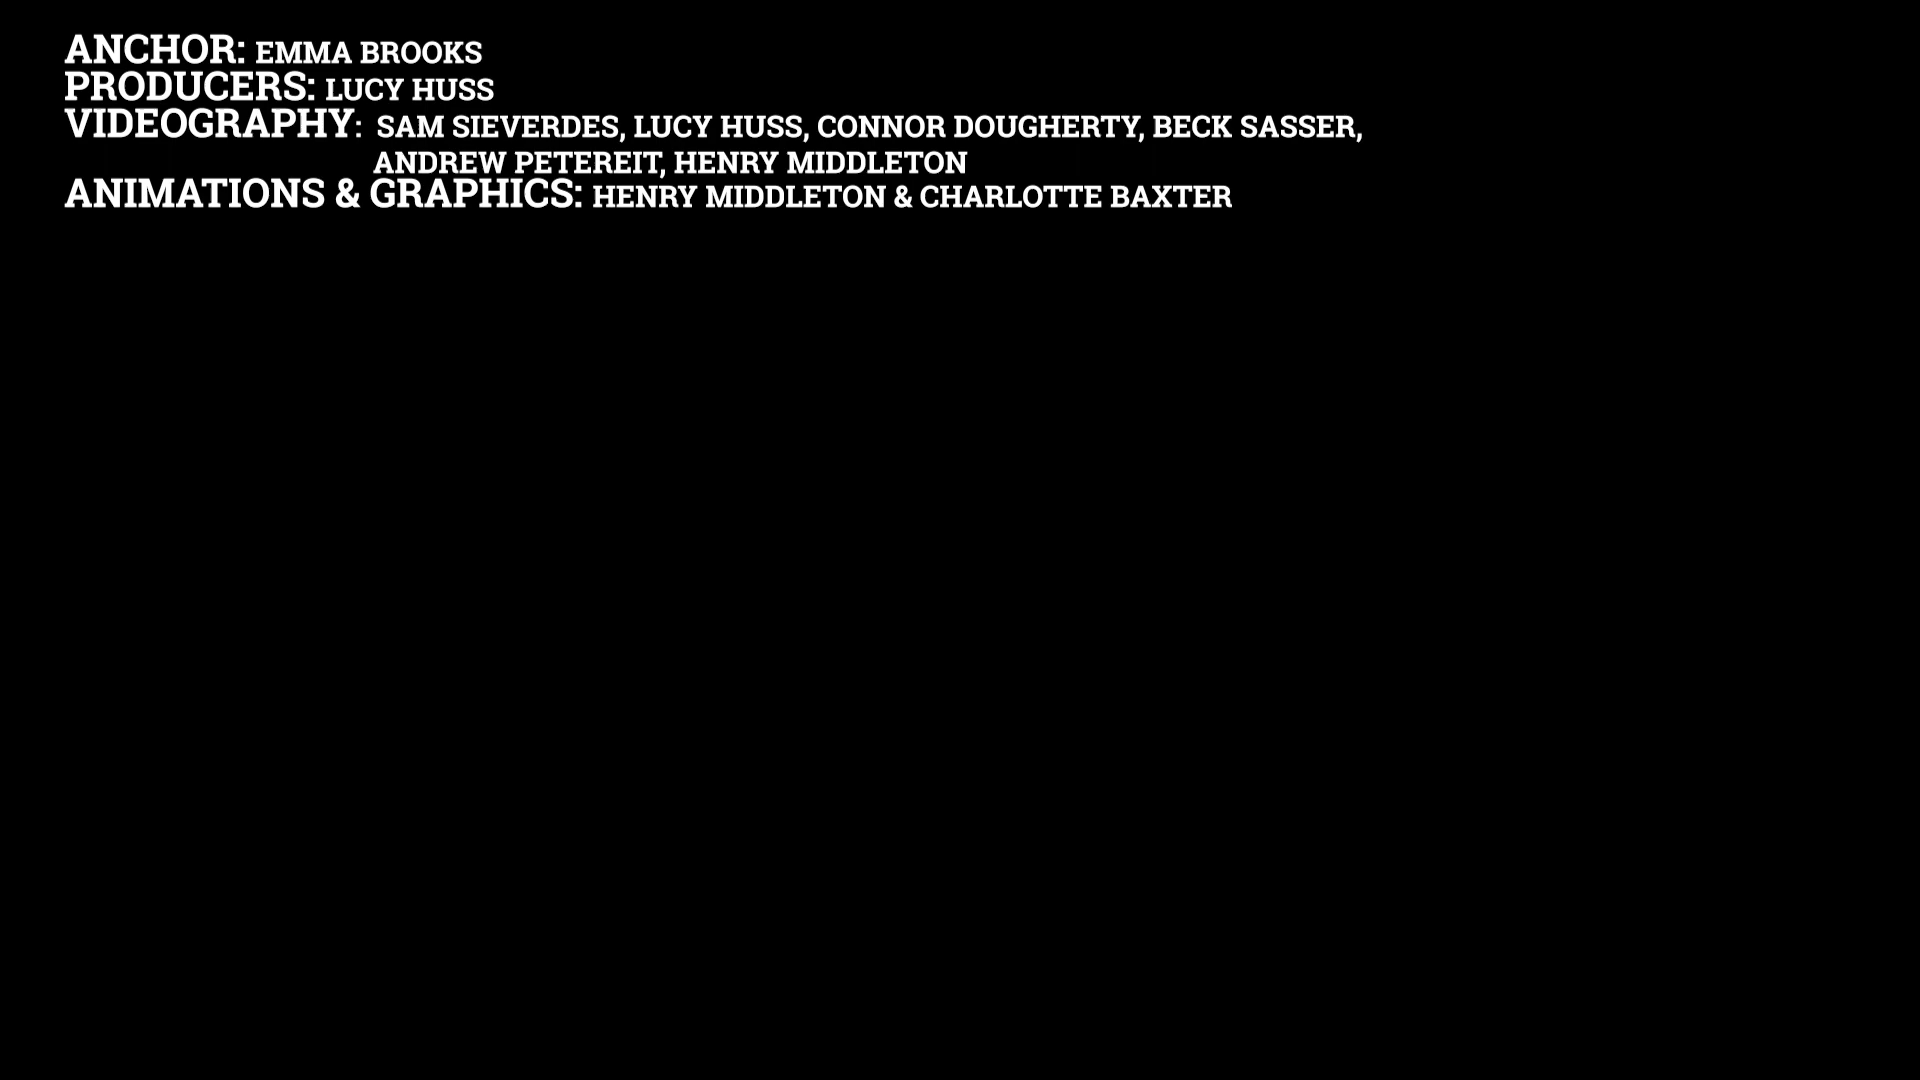 ANCHOR: EMMA BROOKS
PRODUCERS: LUCY HUSS
VIDEOGRAPHY: SAM SIEVERDES, LUCY HUSS, CONNOR DOUGHERTY, BECK SASSER,
ANDREW PETEREIT, HENRY MIDDLETON
ANIMATIONS & GRAPHICS: HENRY MIDDLETON & CHARLOTTE BAXTER